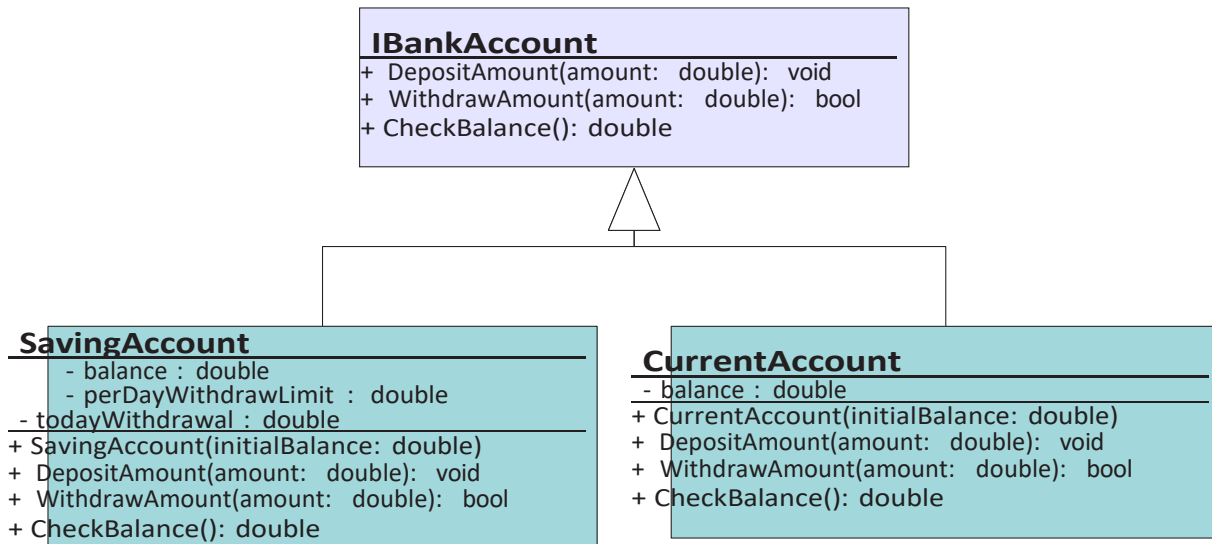 IBankAccount
+ DepositAmount(amount: double): void
+ WithdrawAmount(amount: double): bool
+ CheckBalance(): double
SavingAccount
- balance : double
- perDayWithdrawLimit : double
- todayWithdrawal : double
+ SavingAccount(initialBalance: double)
+ DepositAmount(amount: double): void
+ WithdrawAmount(amount: double): bool
+ CheckBalance(): double
CurrentAccount
- balance : double
+ CurrentAccount(initialBalance: double)
+ DepositAmount(amount: double): void
+ WithdrawAmount(amount: double): bool
+ CheckBalance(): double